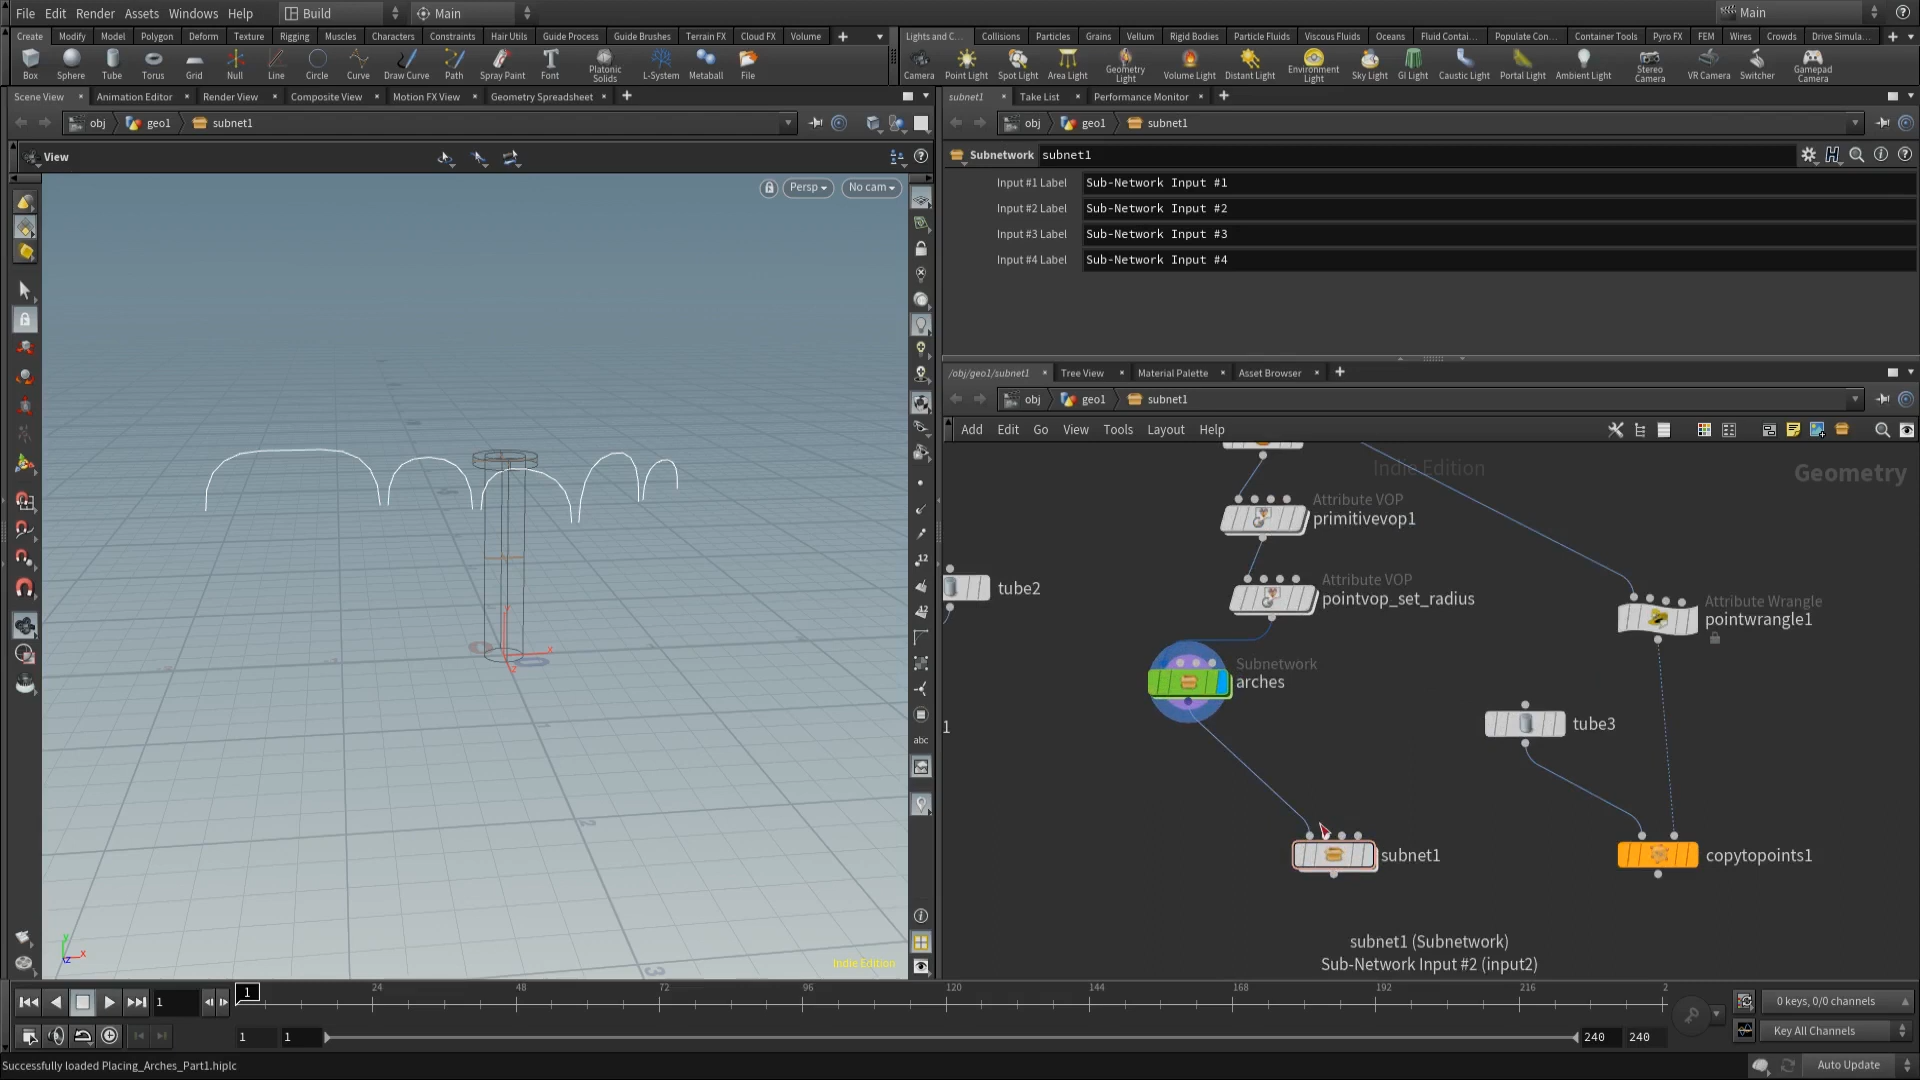 File Edit Render Assets Windows Help Build Main Main
Create Modify Model Polygon Deform Texture Rigging Muscles Characters Constraints Hair Utils Guide Process Guide Brushes Terrain FX Cloud FX Volume
Lights and C... Collisions Particles Grains Vellum Rigid Bodies Particle Fluids Viscous Fluids Oceans Fluid Contai... Populate Con... Container Tools Pyro FX FEM Wires Crowds Drive Simula...
Box Sphere Tube Torus Grid Null Line Circle Curve Draw Curve Path Spray Paint Font Platonic Solids L-System Metaball File
Camera Point Light Spot Light Area Light Geometry Light Volume Light Distant Light Environment Light Sky Light GI Light Caustic Light Portal Light Ambient Light Stereo Camera VR Camera Switcher Gamepad Camera
Scene View Animation Editor Render View Composite View Motion FX View Geometry Spreadsheet
subnet1 Take List Performance Monitor
obj geo1 subnet1
obj geo1 subnet1
View
Persp No cam
Subnetwork subnet1
Input #1 Label Sub-Network Input #1
Input #2 Label Sub-Network Input #2
Input #3 Label Sub-Network Input #3
Input #4 Label Sub-Network Input #4
/obj/geo1/subnet1 Tree View Material Palette Asset Browser
obj geo1 subnet1
Add Edit Go View Tools Layout Help
Indie Edition
Geometry
Attribute VOP
primitivevop1
Attribute VOP
pointvop_set_radius
tube2
Attribute Wrangle
pointwrangle1
Subnetwork
arches
1
tube3
subnet1
copytopoints1
subnet1 (Subnetwork)
Sub-Network Input #2 (input2)
12
12
abc
x
z
y
x
z
2
3
Indie Edition
1 1 24 48 72 96 120 144 168 192 216 2
0 keys, 0/0 channels
1 1 240 240
Key All Channels
Successfully loaded Placing_Arches_Part1.hiplc
Auto Update